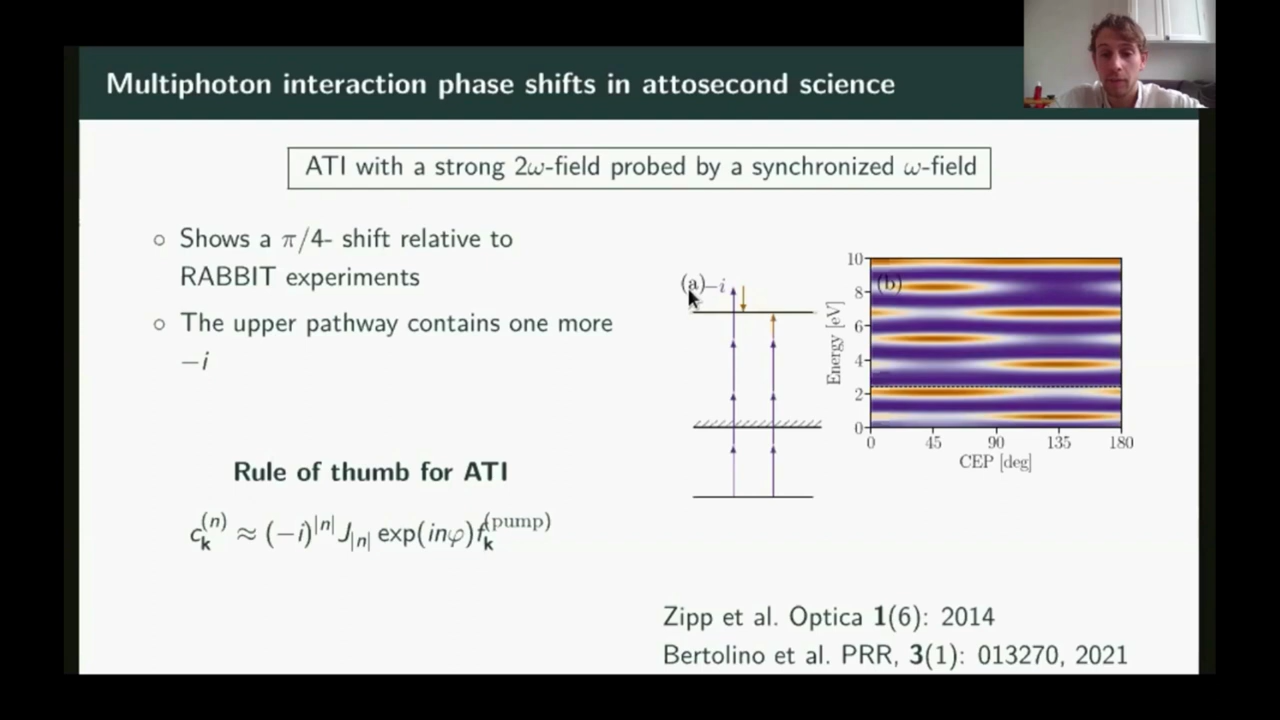 Multiphoton interaction phase shifts in attosecond science
ATI with a strong 2ω-field probed by a synchronized ω-field
○ Shows a π/4- shift relative to
RABBIT experiments
○ The upper pathway contains one more
−i
Rule of thumb for ATI
c_𝐤^(n) ≈ (−i)^|n| J_|n| exp(inφ) f_𝐤^(pump)
(a) −i
(b)
Energy [eV]
10
8
6
4
2
0
0 45 90 135 180
CEP [deg]
Zipp et al. Optica 1(6): 2014
Bertolino et al. PRR, 3(1): 013270, 2021